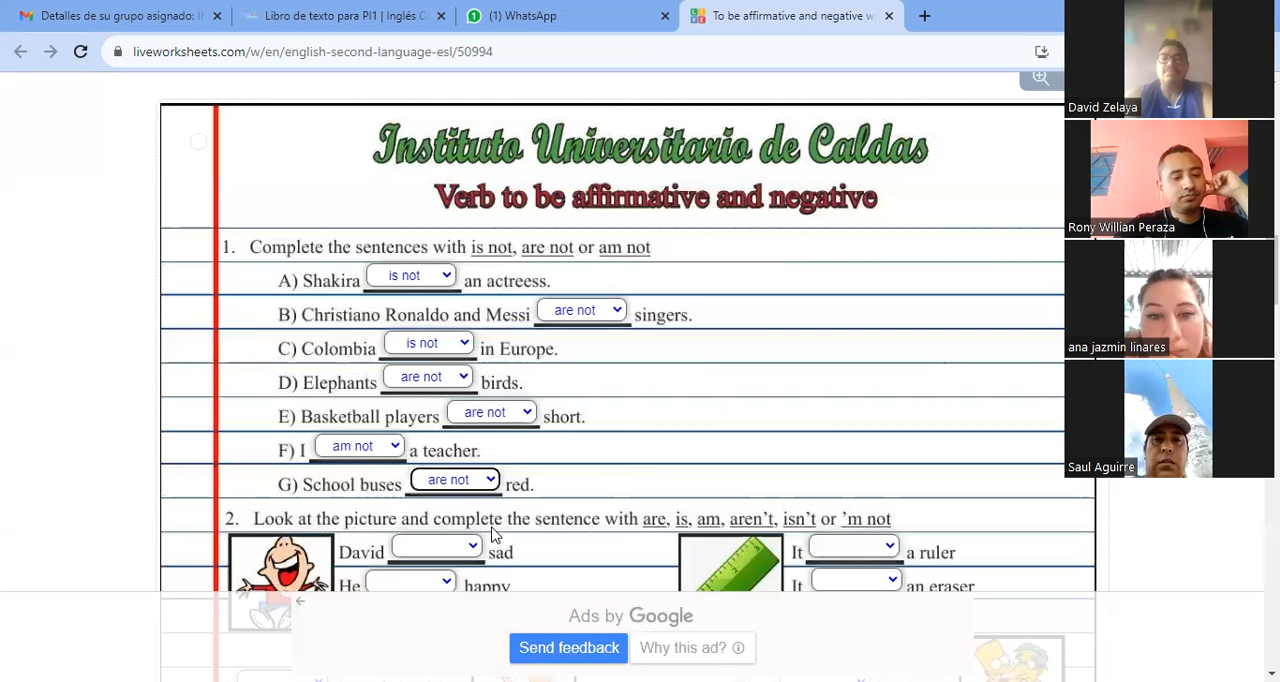 Detalles de su grupo asignado: I
Libro de texto para PI1 | Inglés
(1) WhatsApp
To be affirmative and negative w
liveworksheets.com/w/en/english-second-language-esl/50994
Instituto Universitario de Caldas
Verb to be affirmative and negative
1. Complete the sentences with is not, are not or am not
A) Shakira is not an actreess.
B) Christiano Ronaldo and Messi are not singers.
C) Colombia is not in Europe.
D) Elephants are not birds.
E) Basketball players are not short.
F) I am not a teacher.
G) School buses are not red.
2. Look at the picture and complete the sentence with are, is, am, aren't, isn't or 'm not
David sad
It a ruler
He happy
It an eraser
Ads by Google
Send feedback
Why this ad?
David Zelaya
Rony Willian Peraza
ana jazmin linares
Saul Aguirre